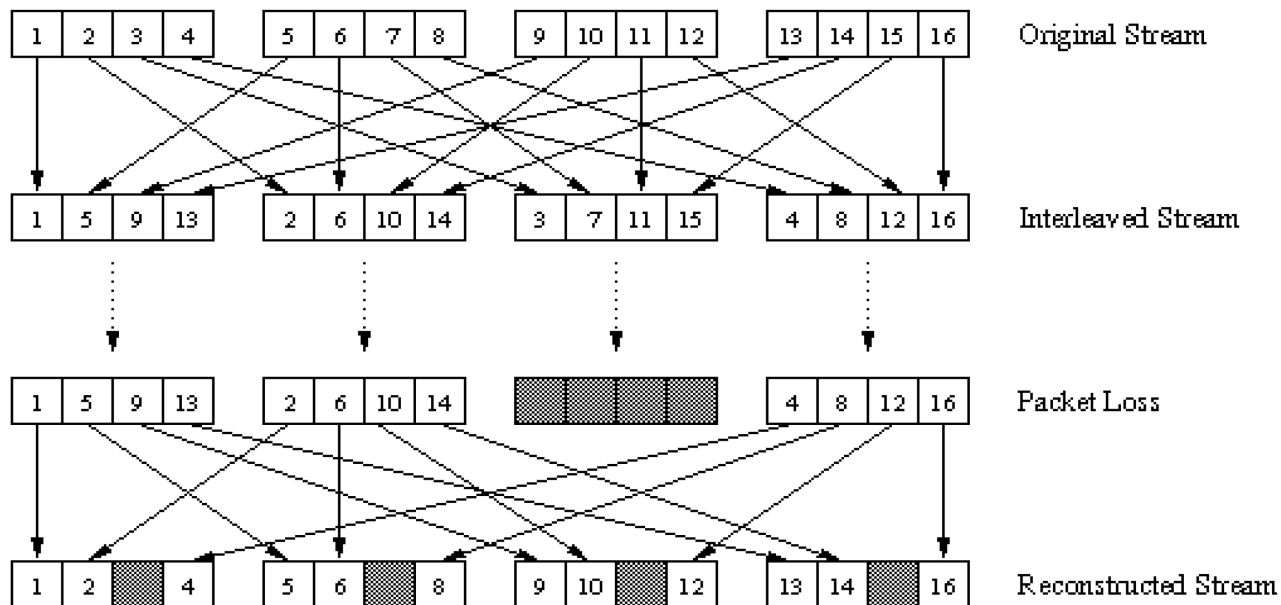 1 2 3 4 5 6 7 8 9 10 11 12 13 14 15 16 Original Stream
1 5 9 13 2 6 10 14 3 7 11 15 4 8 12 16 Interleaved Stream
1 5 9 13 2 6 10 14 4 8 12 16 Packet Loss
1 2 4 5 6 8 9 10 12 13 14 16 Reconstructed Stream